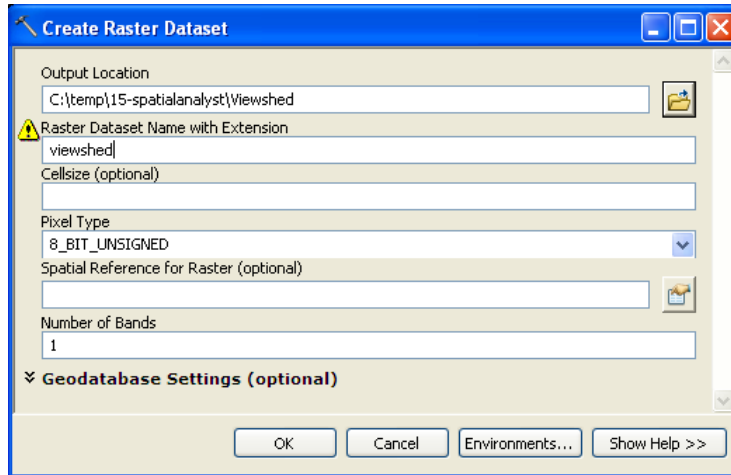 Create Raster Dataset
Output Location
C:\temp\15-spatialanalyst\Viewshed
Raster Dataset Name with Extension
viewshed
Cellsize (optional)
Pixel Type
8_BIT_UNSIGNED
Spatial Reference for Raster (optional)
Number of Bands
1
Geodatabase Settings (optional)
OK Cancel Environments... Show Help >>